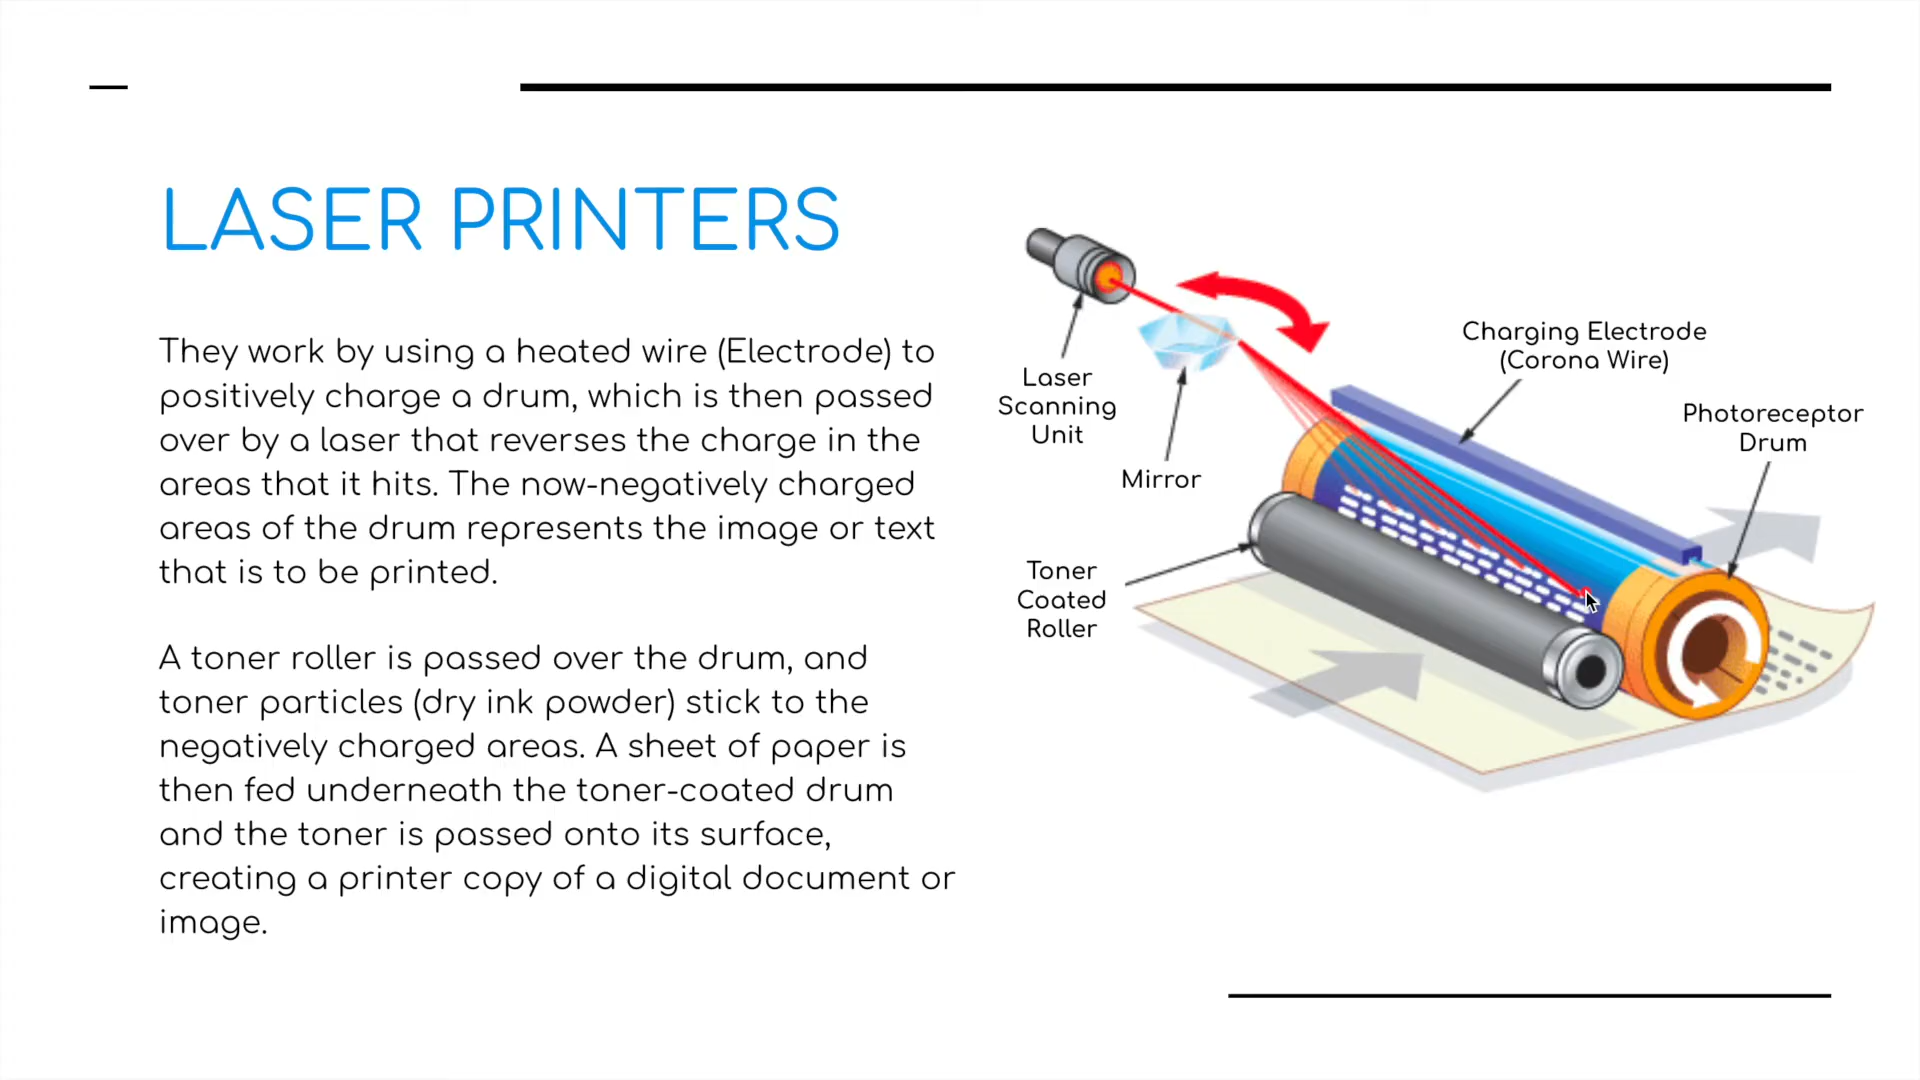 LASER PRINTERS
They work by using a heated wire (Electrode) to
positively charge a drum, which is then passed
over by a laser that reverses the charge in the
areas that it hits. The now-negatively charged
areas of the drum represents the image or text
that is to be printed.
A toner roller is passed over the drum, and
toner particles (dry ink powder) stick to the
negatively charged areas. A sheet of paper is
then fed underneath the toner-coated drum
and the toner is passed onto its surface,
creating a printer copy of a digital document or
image.
Laser
Scanning
Unit
Mirror
Charging Electrode
(Corona Wire)
Photoreceptor
Drum
Toner
Coated
Roller